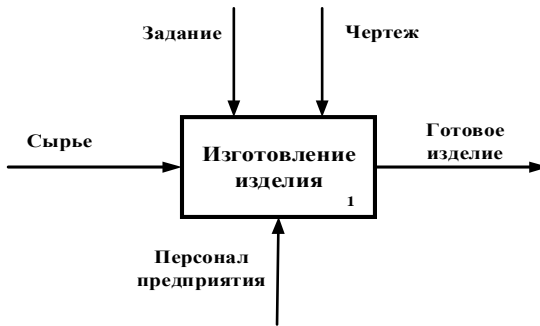 Задание
Чертеж
Сырье
Изготовление
изделия
1
Готовое
изделие
Персонал
предприятия